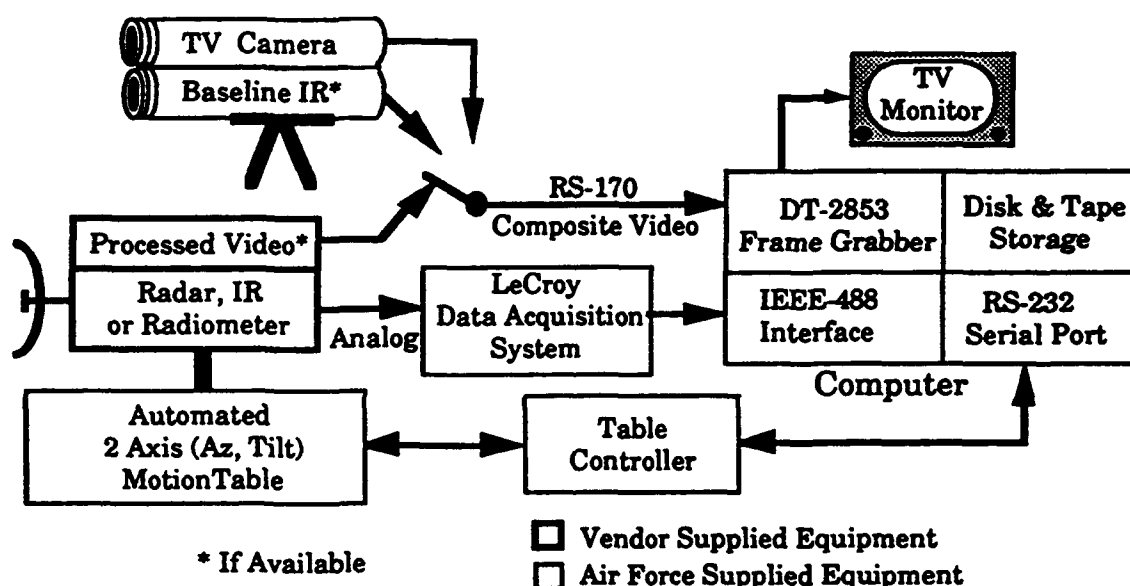 TV Camera
Baseline IR*
TV
Monitor
RS-170
Composite Video
DT-2853
Frame Grabber
Disk & Tape
Storage
Processed Video*
Radar, IR
or Radiometer
Analog
LeCroy
Data Acquisition
System
IEEE-488
Interface
RS-232
Serial Port
Computer
Automated
2 Axis (Az, Tilt)
MotionTable
Table
Controller
* If Available
Vendor Supplied Equipment
Air Force Supplied Equipment